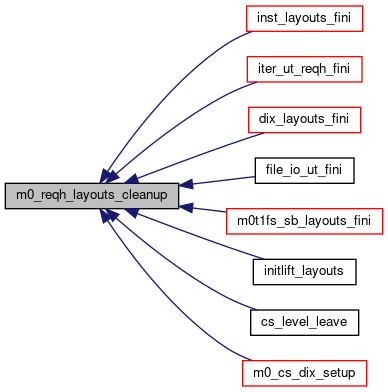 inst_layouts_fini
iter_ut_reqh_fini
dix_layouts_fini
file_io_ut_fini
m0_reqh_layouts_cleanup
m0t1fs_sb_layouts_fini
initlift_layouts
cs_level_leave
m0_cs_dix_setup